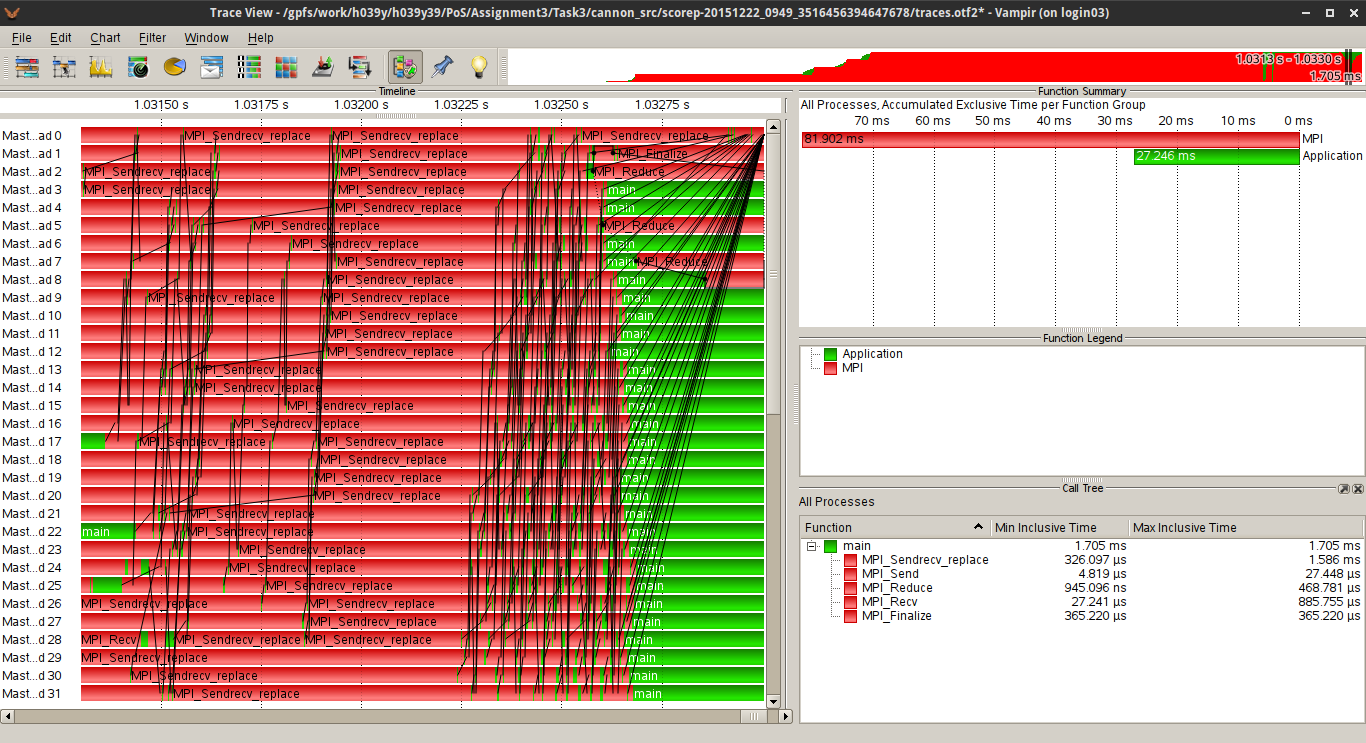 Trace View - /gpfs/work/h039y/h039y39/PoS/Assignment3/Task3/cannon_src/scorep-20151222_0949_3516456394647678/traces.otf2* - Vampir (on login03)
File Edit Chart Filter Window Help
1.0313 s - 1.0330 s
1.705 ms
Timeline
1.03150 s 1.03175 s 1.03200 s 1.03225 s 1.03250 s 1.03275 s
Mast...ad 0 MPI_Sendrecv_replace MPI_Sendrecv_replace MPI_Sendrecv_replace
Mast...ad 1 MPI_Sendrecv_replace MPI_Finalize
Mast...ad 2 MPI_Sendrecv_replace MPI_Sendrecv_replace MPI_Reduce
Mast...ad 3 MPI_Sendrecv_replace MPI_Sendrecv_replace main
Mast...ad 4 MPI_Sendrecv_replace main
Mast...ad 5 MPI_Sendrecv_replace MPI_Reduce
Mast...ad 6 MPI_Sendrecv_replace main
Mast...ad 7 MPI_Sendrecv_replace main MPI_Reduce
Mast...ad 8 MPI_Sendrecv_replace main
Mast...ad 9 MPI_Sendrecv_replace MPI_Sendrecv_replace main
Mast...d 10 MPI_Sendrecv_replace main
Mast...d 11 MPI_Sendrecv_replace main
Mast...d 12 MPI_Sendrecv_replace main
Mast...d 13 MPI_Sendrecv_replace main
Mast...d 14 MPI_Sendrecv_replace main
Mast...d 15 MPI_Sendrecv_replace main
Mast...d 16 MPI_Sendrecv_replace main
Mast...d 17 MPI_Sendrecv_replace MPI_Sendrecv_replace main
Mast...d 18 MPI_Sendrecv_replace main
Mast...d 19 MPI_Sendrecv_replace main
Mast...d 20 MPI_Sendrecv_replace main
Mast...d 21 MPI_Sendrecv_replace main
Mast...d 22 main MPI_Sendrecv_replace main
Mast...d 23 MPI_Sendrecv_replace main
Mast...d 24 MPI_Sendrecv_replace main
Mast...d 25 MPI_Sendrecv_replace main
Mast...d 26 MPI_Sendrecv_replace MPI_Sendrecv_replace main
Mast...d 27 MPI_Sendrecv_replace main
Mast...d 28 MPI_Recv MPI_Sendrecv_replace MPI_Sendrecv_replace main
Mast...d 29 MPI_Sendrecv_replace main
Mast...d 30 MPI_Sendrecv_replace main
Mast...d 31 MPI_Sendrecv_replace main
Function Summary
All Processes, Accumulated Exclusive Time per Function Group
70 ms 60 ms 50 ms 40 ms 30 ms 20 ms 10 ms 0 ms
81.902 ms MPI
27.246 ms Application
Function Legend
Application
MPI
Call Tree
All Processes
Function Min Inclusive Time Max Inclusive Time
main 1.705 ms 1.705 ms
MPI_Sendrecv_replace 326.097 µs 1.586 ms
MPI_Send 4.819 µs 27.448 µs
MPI_Reduce 945.096 ns 468.781 µs
MPI_Recv 27.241 µs 885.755 µs
MPI_Finalize 365.220 µs 365.220 µs